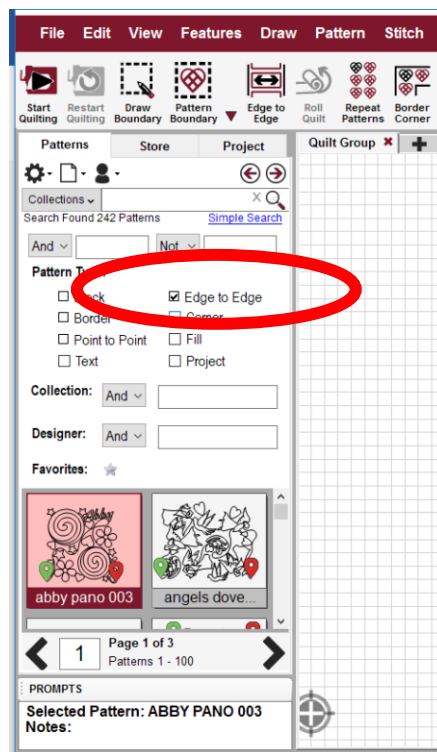 File Edit View Features Draw Pattern Stitch
Start Quilting Restart Quilting Draw Boundary Pattern Boundary Edge to Edge Roll Quilt Repeat Patterns Border Corner
Patterns Store Project Quilt Group
Collections
Search Found 242 Patterns Simple Search
And Not
Pattern
Edge to Edge
Border Corner
Point to Point Fill
Text Project
Collection: And
Designer: And
Favorites:
Abby
abby pano 003 angels dove...
1 Page 1 of 3
Patterns 1 - 100
PROMPTS
Selected Pattern: ABBY PANO 003
Notes: